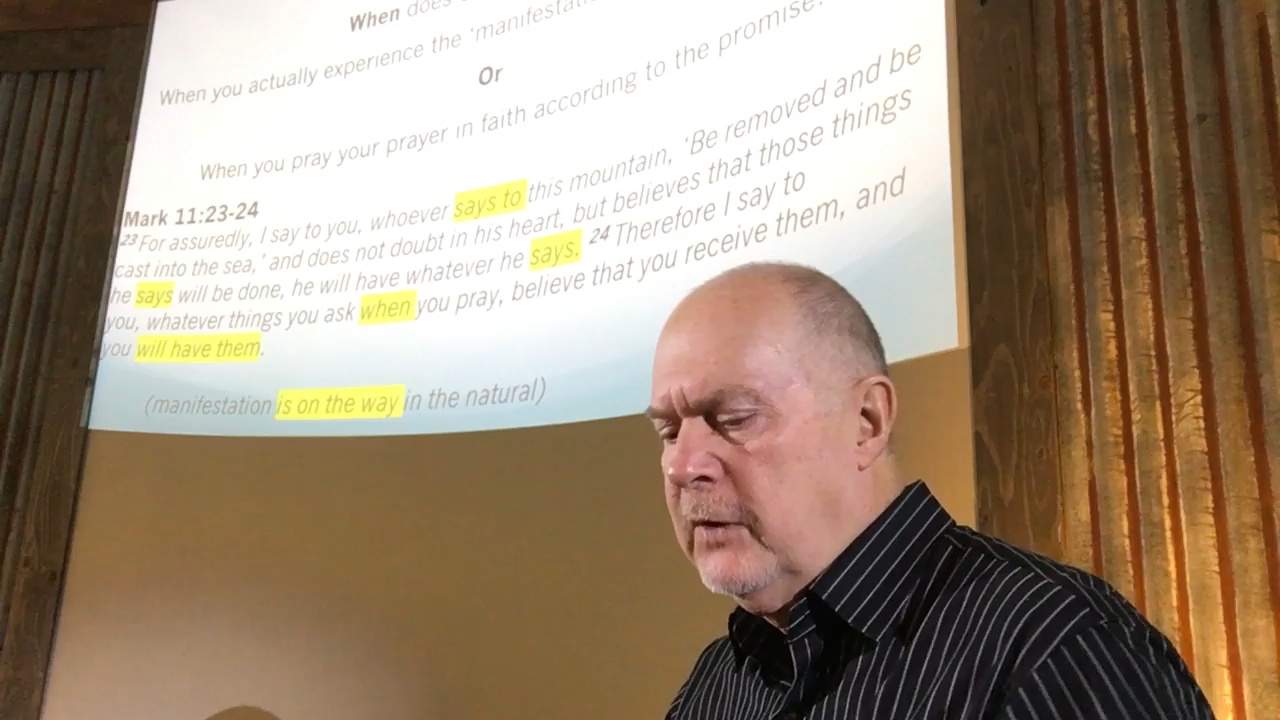 When does
When you actually experience the 'manifestati
Or
When you pray your prayer in faith according to the promise.
Mark 11:23-24
23 For assuredly, I say to you, whoever says to this mountain, 'Be removed and be
cast into the sea,' and does not doubt in his heart, but believes that those things
he says will be done, he will have whatever he says. 24 Therefore I say to
you, whatever things you ask when you pray, believe that you receive them, and
you will have them.
(manifestation is on the way in the natural)